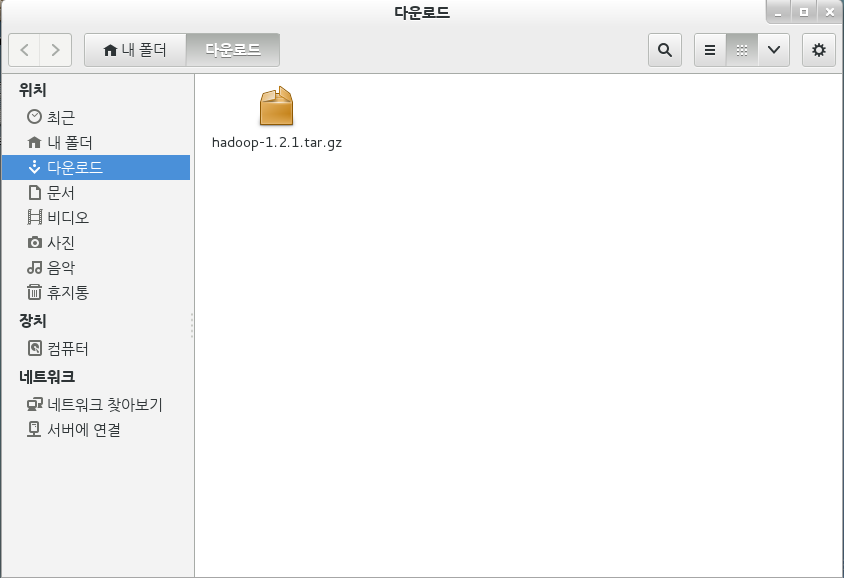 다운로드
내 폴더 다운로드
위치
최근
내 폴더
다운로드
문서
비디오
사진
음악
휴지통
장치
컴퓨터
네트워크
네트워크 찾아보기
서버에 연결
hadoop-1.2.1.tar.gz